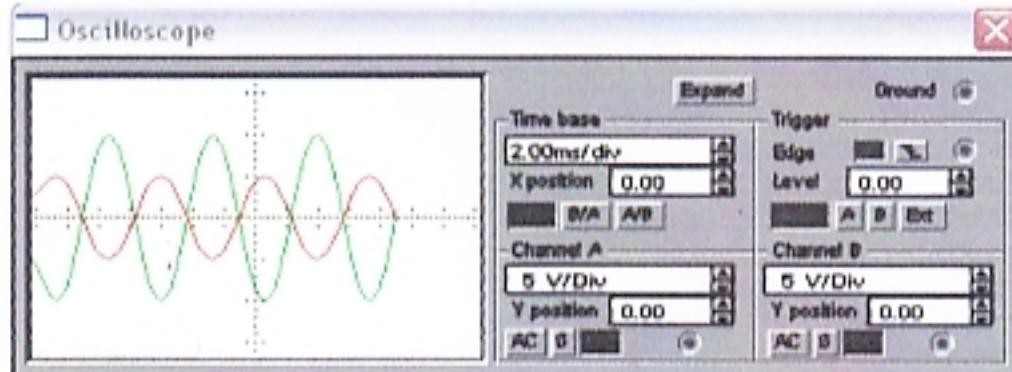 Oscilloscope
Expand
Ground
Time base
2.00ms/div
X position 0.00
B/A A/B
Trigger
Edge
Level 0.00
A B Ext
Channel A
5 V/Div
Y position 0.00
AC 0
Channel B
5 V/Div
Y position 0.00
AC 0